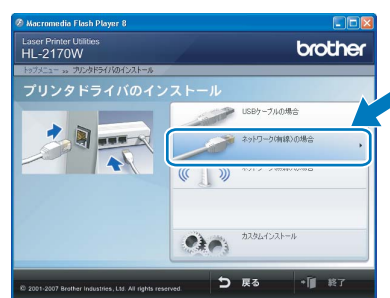 Macromedia Flash Player 8
Laser Printer Utilities
HL-2170W
brother
トップメニュー »» プリンタドライバのインストール
プリンタドライバのインストール
USBケーブルの場合
ネットワーク(有線)の場合
カスタムインストール
© 2001-2007 Brother Industries, Ltd. All rights reserved.
戻る
終了